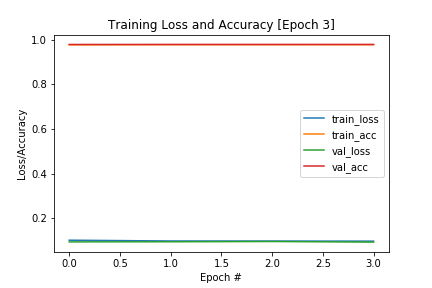 Training Loss and Accuracy [Epoch 3]
Loss/Accuracy
1.0
0.8
0.6
0.4
0.2
train_loss
train_acc
val_loss
val_acc
0.0 0.5 1.0 1.5 2.0 2.5 3.0
Epoch #